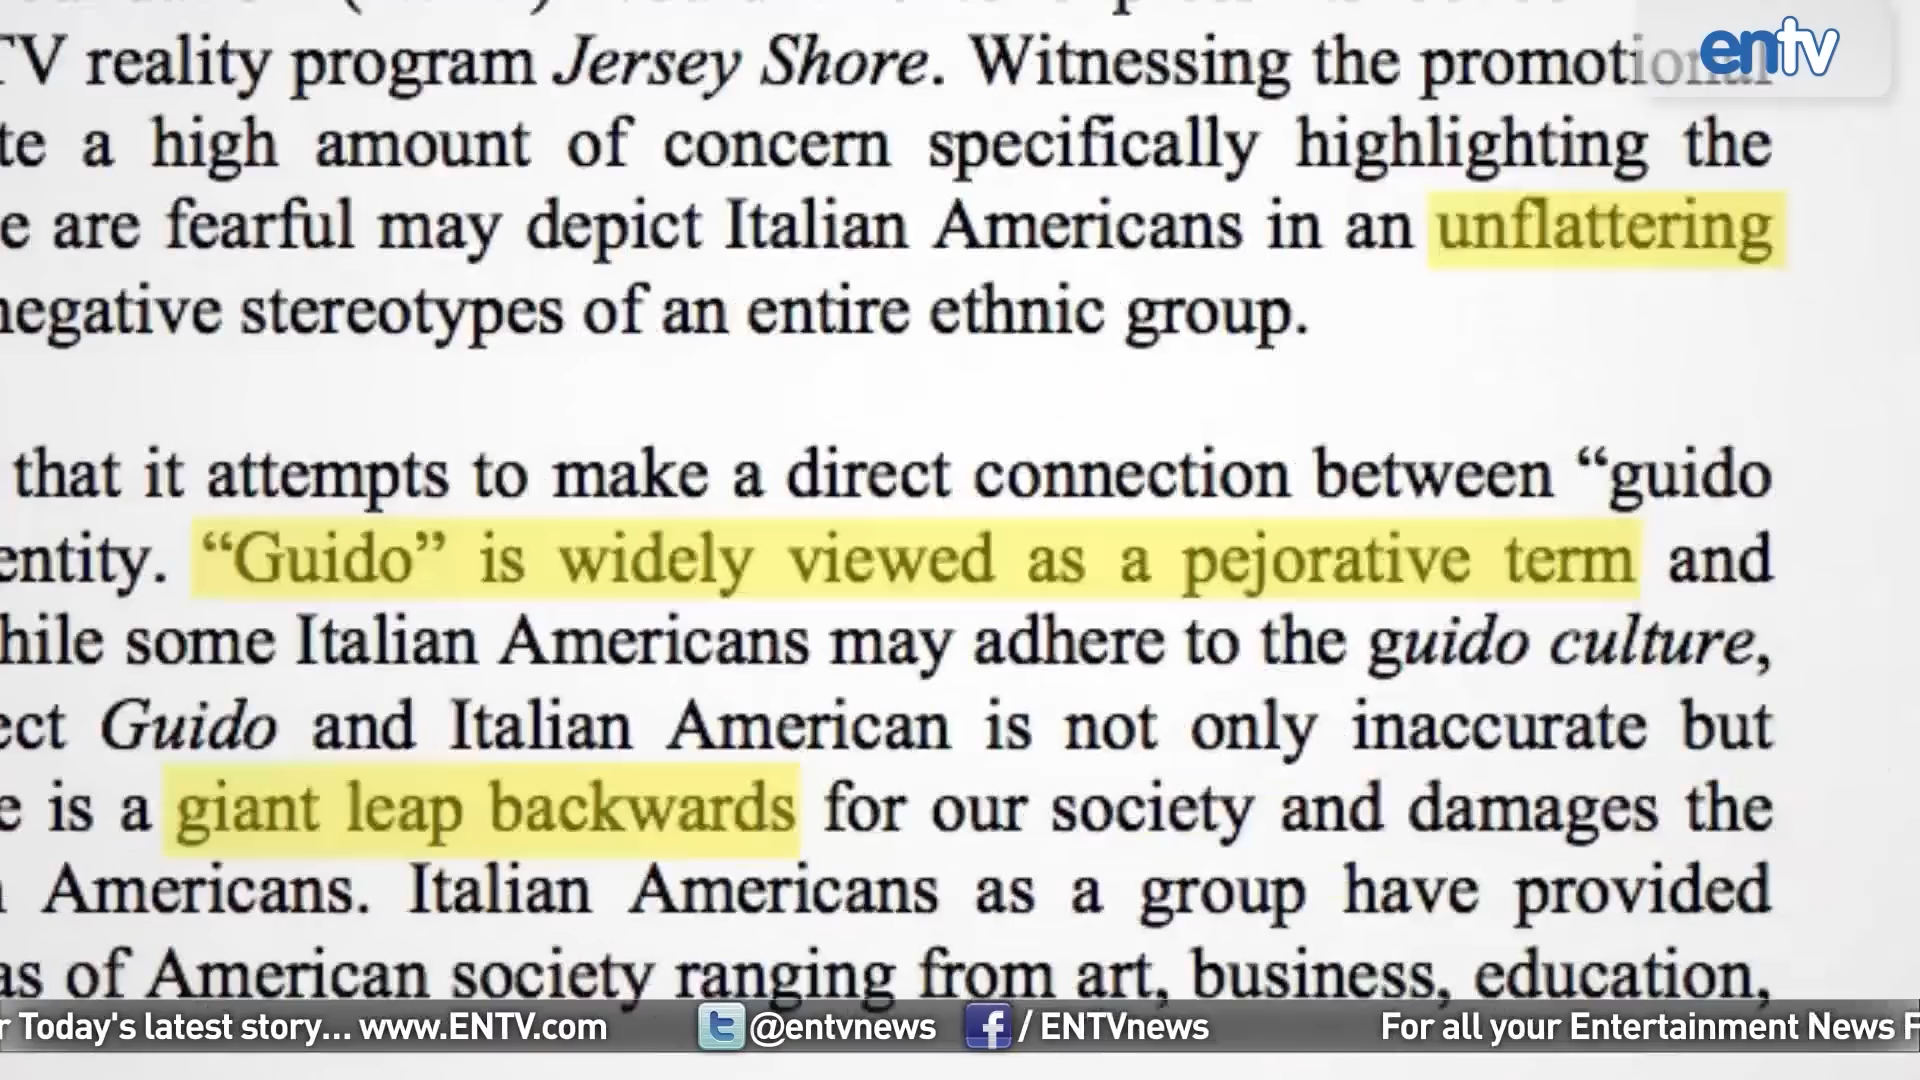 TV reality program Jersey Shore. Witnessing the promotional
te a high amount of concern specifically highlighting the
e are fearful may depict Italian Americans in an unflattering
negative stereotypes of an entire ethnic group.
that it attempts to make a direct connection between “guido
entity. “Guido” is widely viewed as a pejorative term and
hile some Italian Americans may adhere to the guido culture,
ect Guido and Italian American is not only inaccurate but
e is a giant leap backwards for our society and damages the
Americans. Italian Americans as a group have provided
as of American society ranging from art, business, education,
entv
r Today's latest story... www.ENTV.com @entvnews / ENTVnews For all your Entertainment News F